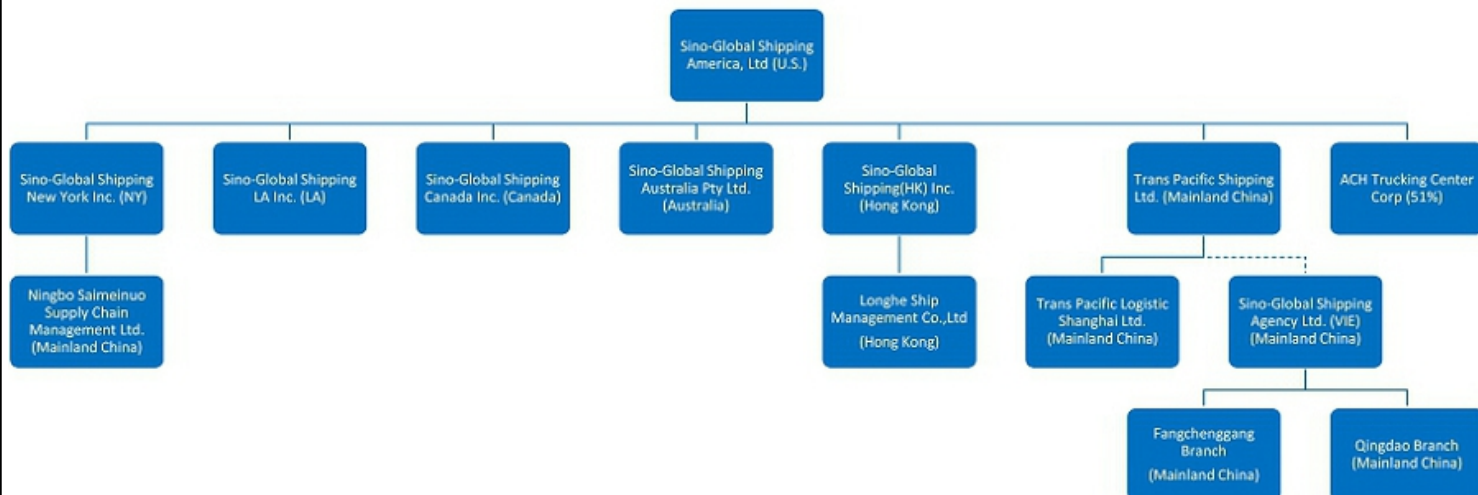 Sino-Global Shipping
America, Ltd (U.S.)
Sino-Global Shipping
New York Inc. (NY)
Sino-Global Shipping
LA Inc. (LA)
Sino-Global Shipping
Canada Inc. (Canada)
Sino-Global Shipping
Australia Pty Ltd.
(Australia)
Sino-Global
Shipping(HK) Inc.
(Hong Kong)
Trans Pacific Shipping
Ltd. (Mainland China)
ACH Trucking Center
Corp (51%)
Ningbo Saimeinuo
Supply Chain
Management Ltd.
(Mainland China)
Longhe Ship
Management Co.,Ltd
(Hong Kong)
Trans Pacific Logistic
Shanghai Ltd.
(Mainland China)
Sino-Global Shipping
Agency Ltd. (VIE)
(Mainland China)
Fangchenggang
Branch
(Mainland China)
Qingdao Branch
(Mainland China)